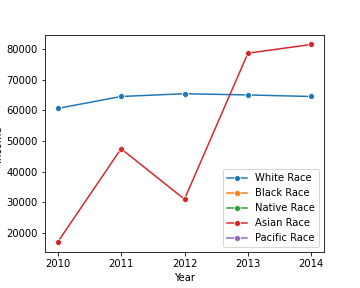 80000
70000
60000
50000
40000
30000
20000
2010 2011 2012 2013 2014
Year
White Race
Black Race
Native Race
Asian Race
Pacific Race